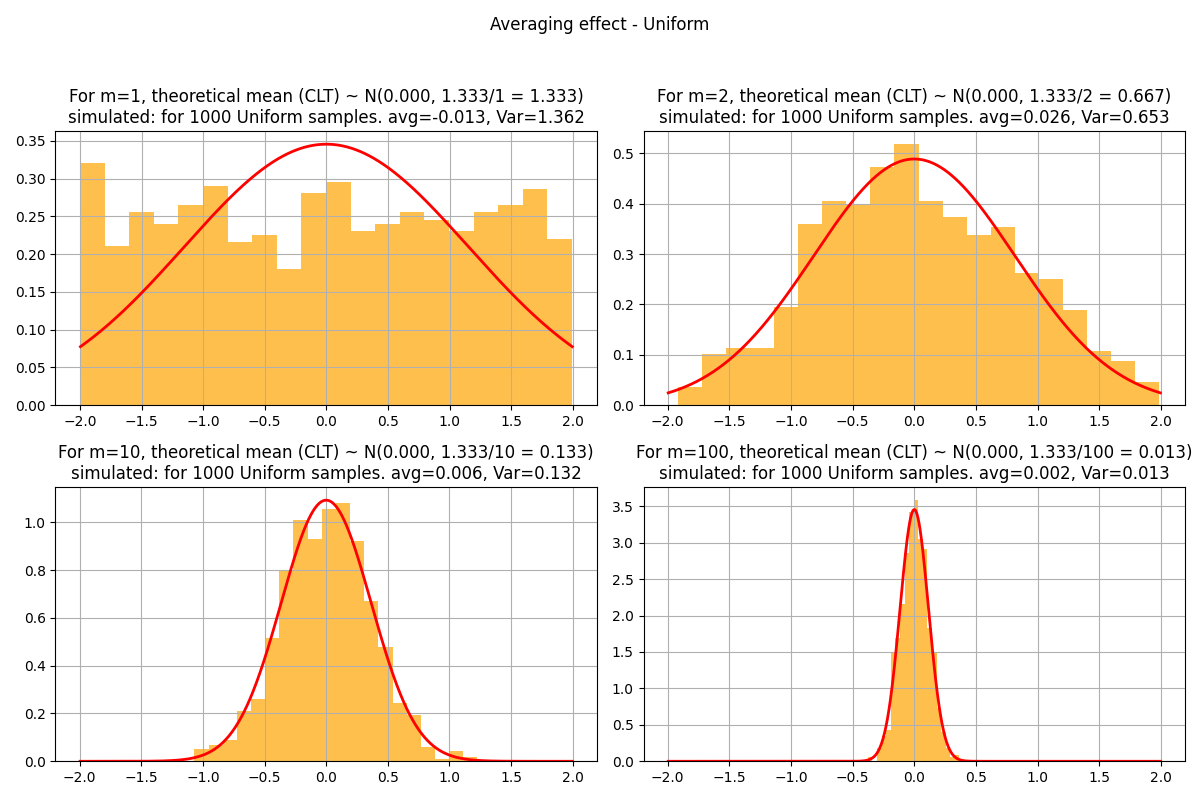 Averaging effect - Uniform
For m=1, theoretical mean (CLT) ~ N(0.000, 1.333/1 = 1.333)
simulated: for 1000 Uniform samples. avg=-0.013, Var=1.362
0.35
0.30
0.25
0.20
0.15
0.10
0.05
0.00
−2.0 −1.5 −1.0 −0.5 0.0 0.5 1.0 1.5 2.0
For m=2, theoretical mean (CLT) ~ N(0.000, 1.333/2 = 0.667)
simulated: for 1000 Uniform samples. avg=0.026, Var=0.653
0.5
0.4
0.3
0.2
0.1
0.0
−2.0 −1.5 −1.0 −0.5 0.0 0.5 1.0 1.5 2.0
For m=10, theoretical mean (CLT) ~ N(0.000, 1.333/10 = 0.133)
simulated: for 1000 Uniform samples. avg=0.006, Var=0.132
1.0
0.8
0.6
0.4
0.2
0.0
−2.0 −1.5 −1.0 −0.5 0.0 0.5 1.0 1.5 2.0
For m=100, theoretical mean (CLT) ~ N(0.000, 1.333/100 = 0.013)
simulated: for 1000 Uniform samples. avg=0.002, Var=0.013
3.5
3.0
2.5
2.0
1.5
1.0
0.5
0.0
−2.0 −1.5 −1.0 −0.5 0.0 0.5 1.0 1.5 2.0